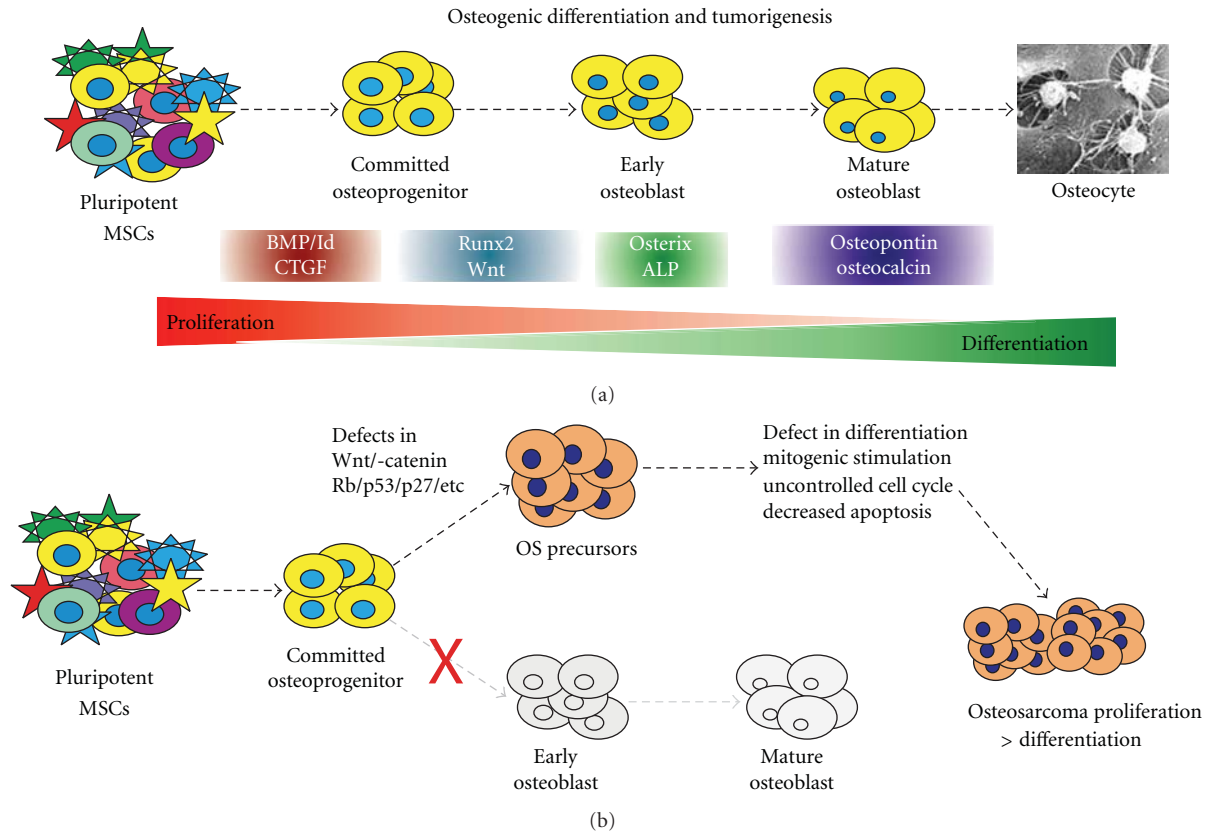 Osteogenic differentiation and tumorigenesis
Pluripotent
MSCs
Committed
osteoprogenitor
Early
osteoblast
Mature
osteoblast
Osteocyte
BMP/Id
CTGF
Runx2
Wnt
Osterix
ALP
Osteopontin
osteocalcin
Proliferation
Differentiation
(a)
Defects in
Wnt/-catenin
Rb/p53/p27/etc
OS precursors
Defect in differentiation
mitogenic stimulation
uncontrolled cell cycle
decreased apoptosis
Pluripotent
MSCs
Committed
osteoprogenitor
X
Early
osteoblast
Mature
osteoblast
Osteosarcoma proliferation
> differentiation
(b)